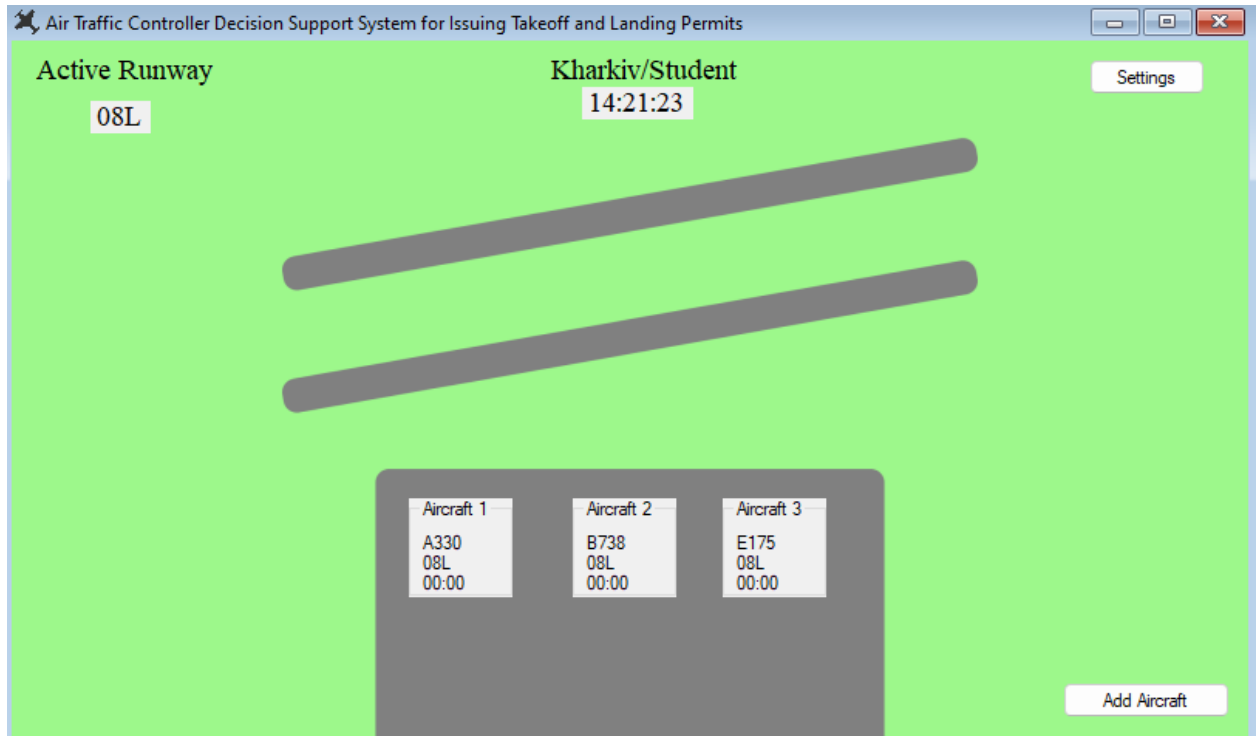 Air Traffic Controller Decision Support System for Issuing Takeoff and Landing Permits
Active Runway
08L
Kharkiv/Student
14:21:23
Settings
Aircraft 1
A330
08L
00:00
Aircraft 2
B738
08L
00:00
Aircraft 3
E175
08L
00:00
Add Aircraft